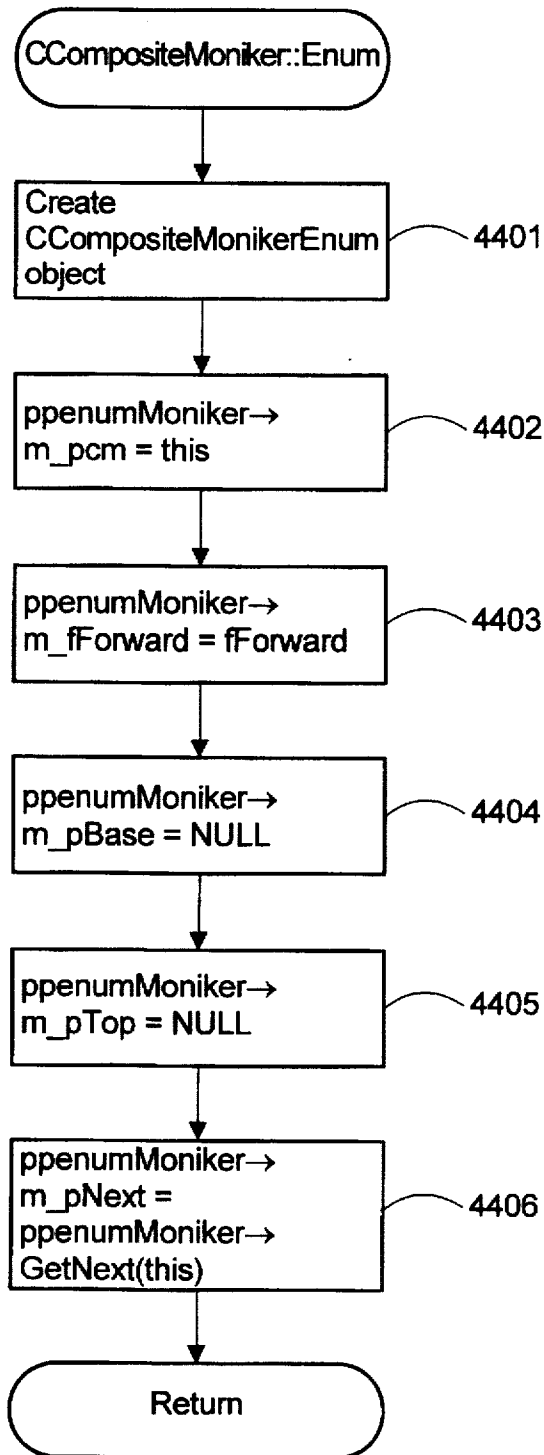 CCompositeMoniker::Enum
Create
CCompositeMonikerEnum
object
4401
ppenumMoniker→
m_pcm = this
4402
ppenumMoniker→
m_fForward = fForward
4403
ppenumMoniker→
m_pBase = NULL
4404
ppenumMoniker→
m_pTop = NULL
4405
ppenumMoniker→
m_pNext =
ppenumMoniker→
GetNext(this)
4406
Return